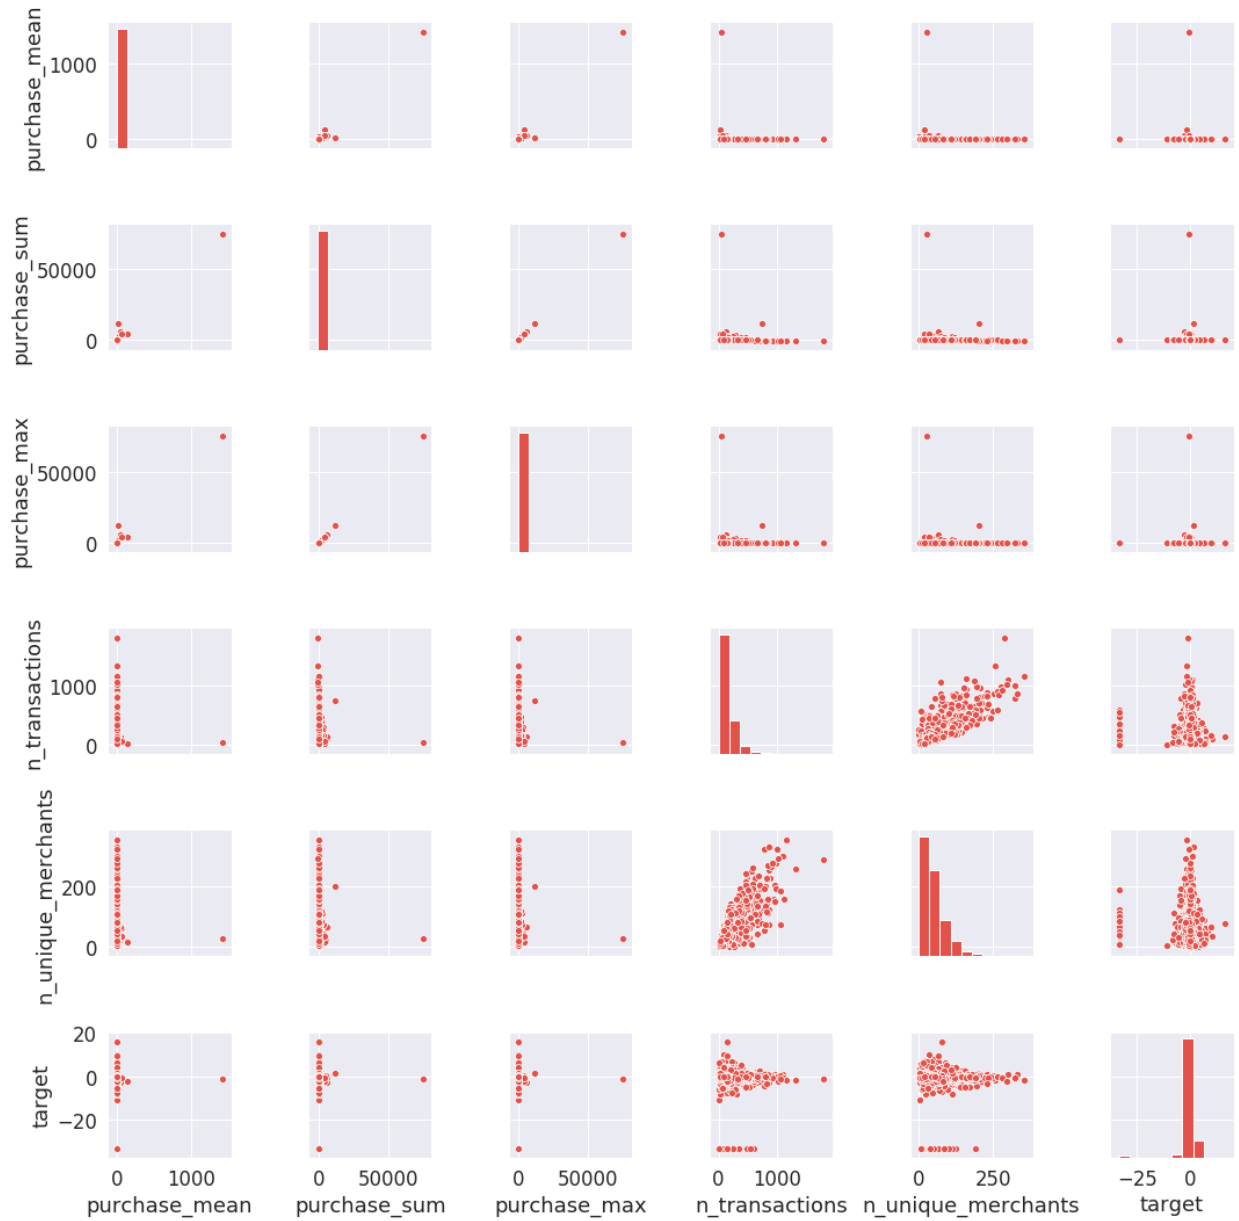 purchase_mean
1000
0
purchase_sum
50000
0
purchase_max
50000
0
n_transactions
1000
0
n_unique_merchants
200
0
target
20
0
−20
0 1000 0 50000 0 50000 0 1000 0 250 −25 0
purchase_mean purchase_sum purchase_max n_transactions n_unique_merchants target